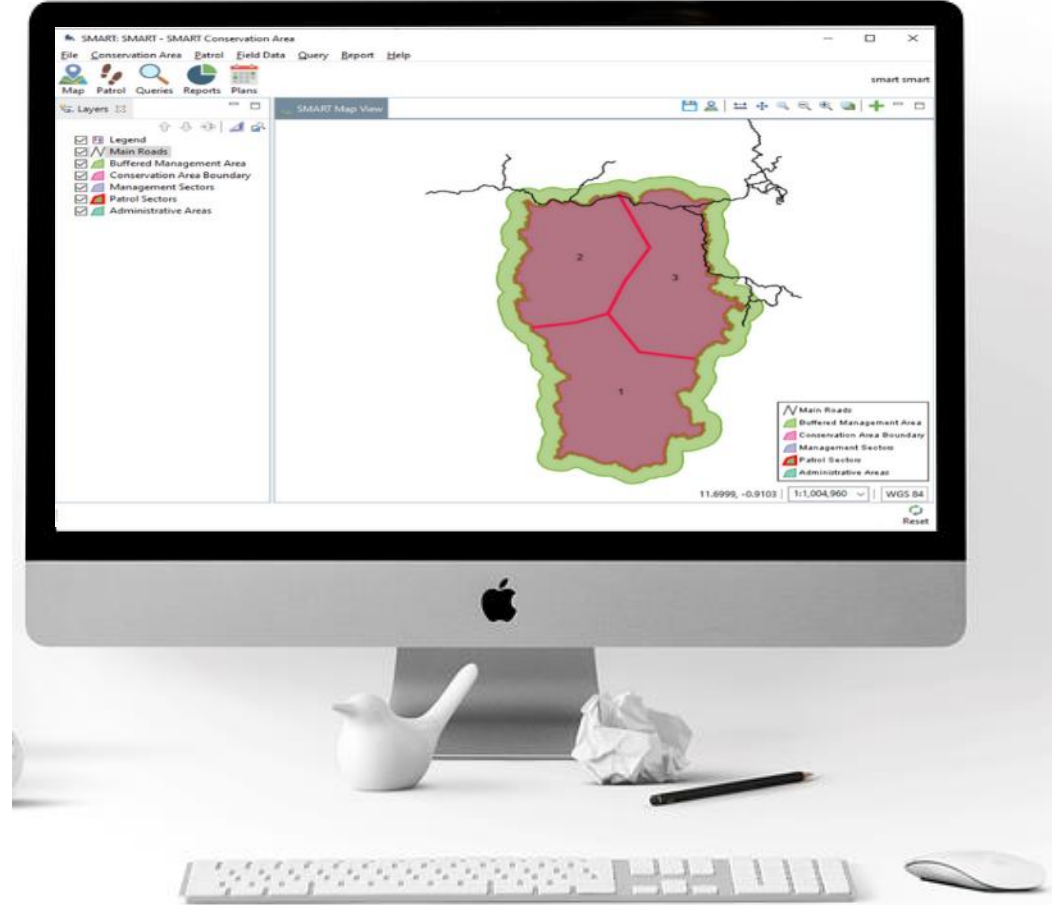 SMART: SMART - SMART Conservation Area
File Conservation Area Patrol Field Data Query Report Help
Map Patrol Queries Reports Plans
smart smart
Layers
SMART Map View
Legend
Main Roads
Buffered Management Area
Conservation Area Boundary
Management Sectors
Patrol Sectors
Administrative Areas
2
3
1
Main Roads
Buffered Management Area
Conservation Area Boundary
Management Sectors
Patrol Sectors
Administrative Areas
11.6999, -0.9103 1:1,004,960 WGS 84
Reset